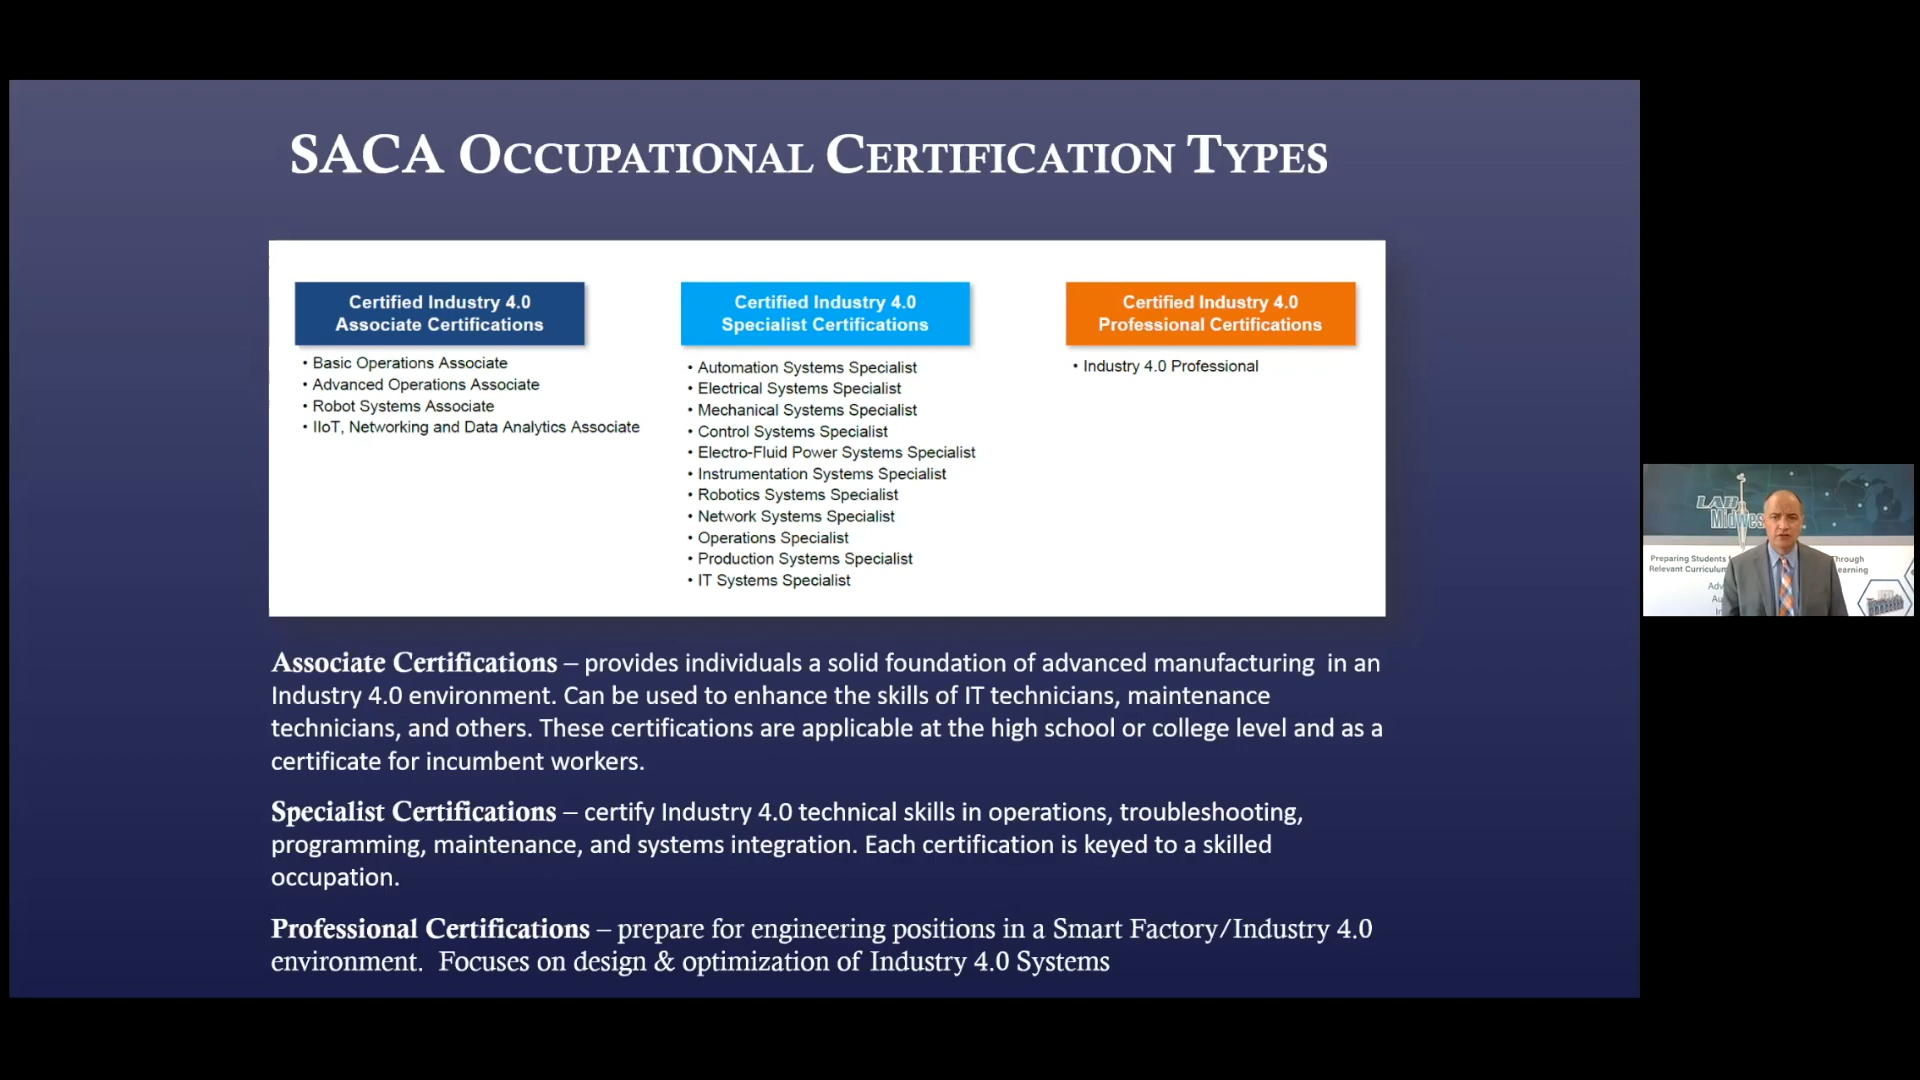 SACA Occupational Certification Types
Certified Industry 4.0
Associate Certifications
• Basic Operations Associate
• Advanced Operations Associate
• Robot Systems Associate
• IIoT, Networking and Data Analytics Associate
Certified Industry 4.0
Specialist Certifications
• Automation Systems Specialist
• Electrical Systems Specialist
• Mechanical Systems Specialist
• Control Systems Specialist
• Electro-Fluid Power Systems Specialist
• Instrumentation Systems Specialist
• Robotics Systems Specialist
• Network Systems Specialist
• Operations Specialist
• Production Systems Specialist
• IT Systems Specialist
Certified Industry 4.0
Professional Certifications
• Industry 4.0 Professional
Associate Certifications – provides individuals a solid foundation of advanced manufacturing  in an
Industry 4.0 environment. Can be used to enhance the skills of IT technicians, maintenance
technicians, and others. These certifications are applicable at the high school or college level and as a
certificate for incumbent workers.
Specialist Certifications – certify Industry 4.0 technical skills in operations, troubleshooting,
programming, maintenance, and systems integration. Each certification is keyed to a skilled
occupation.
Professional Certifications – prepare for engineering positions in a Smart Factory/Industry 4.0
environment.  Focuses on design & optimization of Industry 4.0 Systems
LAB
Midwes
Preparing Students Through
Relevant Curriculum